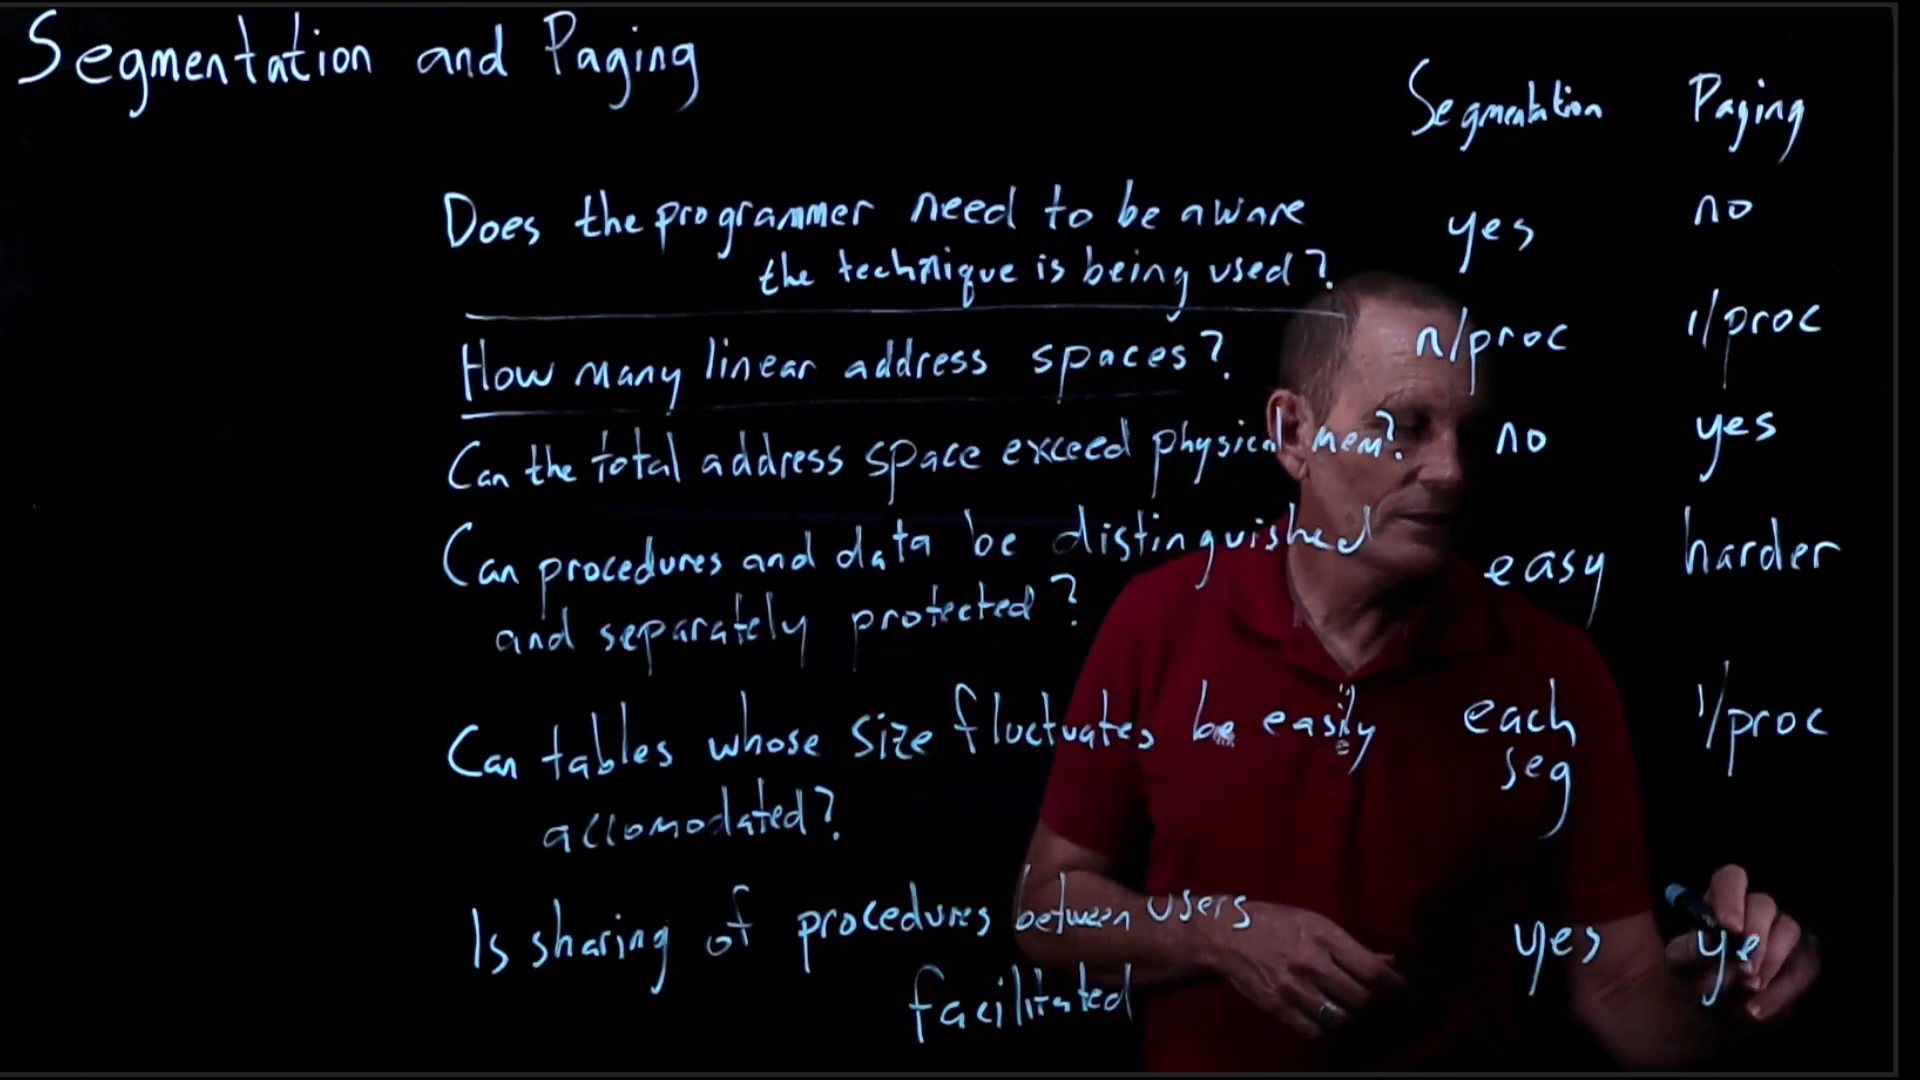 Segmentation and Paging
Segmentation Paging
Does the programmer need to be aware
the technique is being used? yes no
How many linear address spaces? n/proc 1/proc
Can the total address space exceed physical mem? no yes
Can procedures and data be distinguished easy harder
and separately protected?
Can tables whose size fluctuates be easily each 1/proc
accomodated? seg
Is sharing of procedures between users yes ye
facilitated